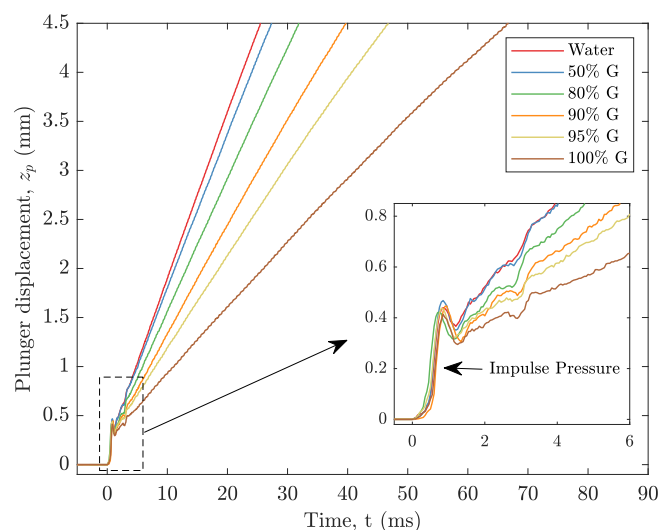 Plunger displacement, z_p (mm)
4.5
4
3.5
3
2.5
2
1.5
1
0.5
0
Water
50% G
80% G
90% G
95% G
100% G
0.8
0.6
0.4
0.2
0
Impulse Pressure
0 2 4 6
0 10 20 30 40 50 60 70 80 90
Time, t (ms)